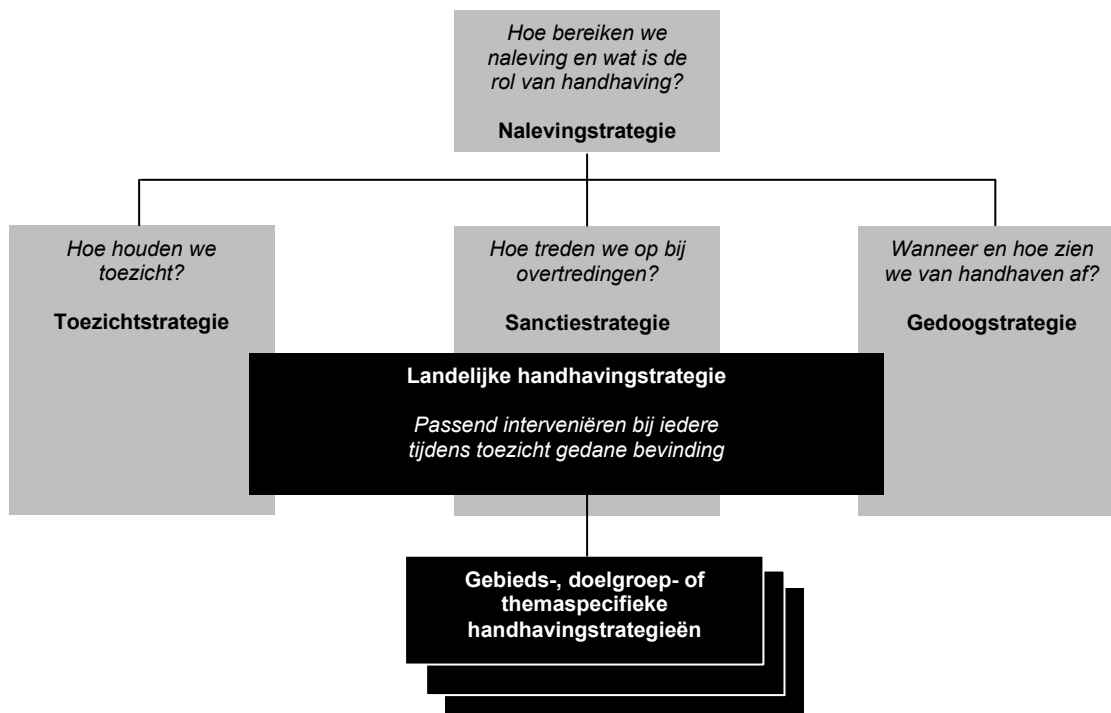 Hoe bereiken we
naleving en wat is de
rol van handhaving?
Nalevingstrategie
Hoe houden we
toezicht?
Toezichtstrategie
Hoe treden we op bij
overtredingen?
Sanctiestrategie
Wanneer en hoe zien
we van handhaven af?
Gedoogstrategie
Landelijke handhavingstrategie
Passend interveniëren bij iedere
tijdens toezicht gedane bevinding
Gebieds-, doelgroep- of
themaspecifieke
handhavingstrategieën